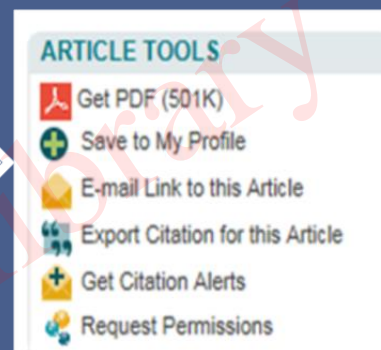 ARTICLE TOOLS
Get PDF (501K)
Save to My Profile
E-mail Link to this Article
Export Citation for this Article
Get Citation Alerts
Request Permissions